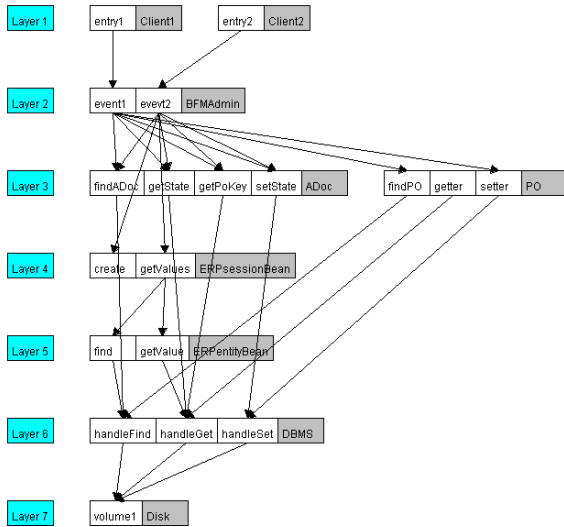 Layer 1 entry1 Client1 entry2 Client2
Layer 2 event1 evevt2 BFMAdmin
Layer 3 findADoc getState getPoKey setState ADoc findPO getter setter PO
Layer 4 create getValues ERPsessionBean
Layer 5 find getValue ERPentityBean
Layer 6 handleFind handleGet handleSet DBMS
Layer 7 volume1 Disk